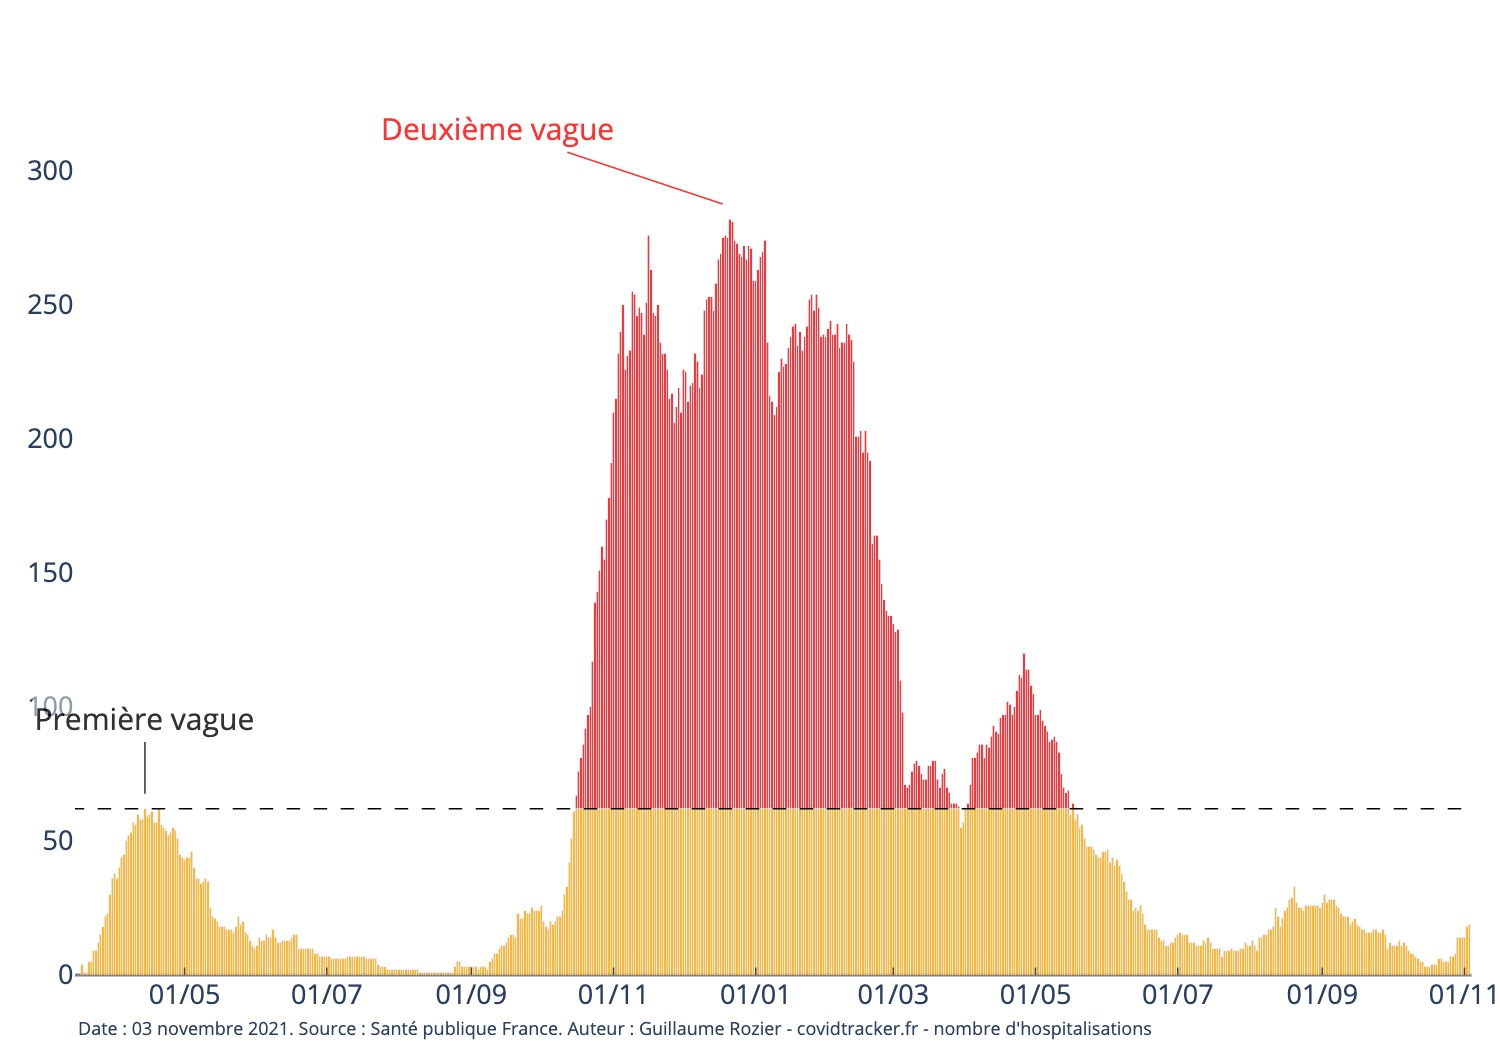 Deuxième vague
300
250
200
150
100
Première vague
50
0
01/05 01/07 01/09 01/11 01/01 01/03 01/05 01/07 01/09 01/11
Date : 03 novembre 2021. Source : Santé publique France. Auteur : Guillaume Rozier - covidtracker.fr - nombre d'hospitalisations